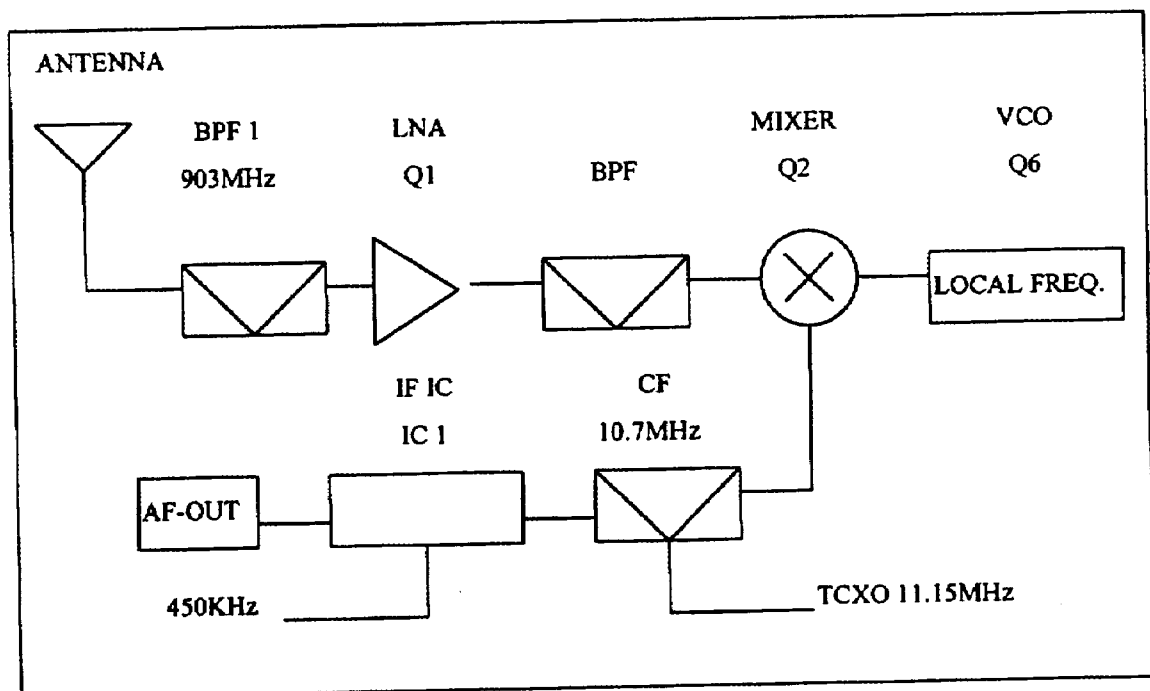 ANTENNA
BPF 1
903MHz
LNA
Q1
BPF
MIXER
Q2
VCO
Q6
LOCAL FREQ.
IF IC
IC 1
CF
10.7MHz
AF-OUT
450KHz
TCXO 11.15MHz